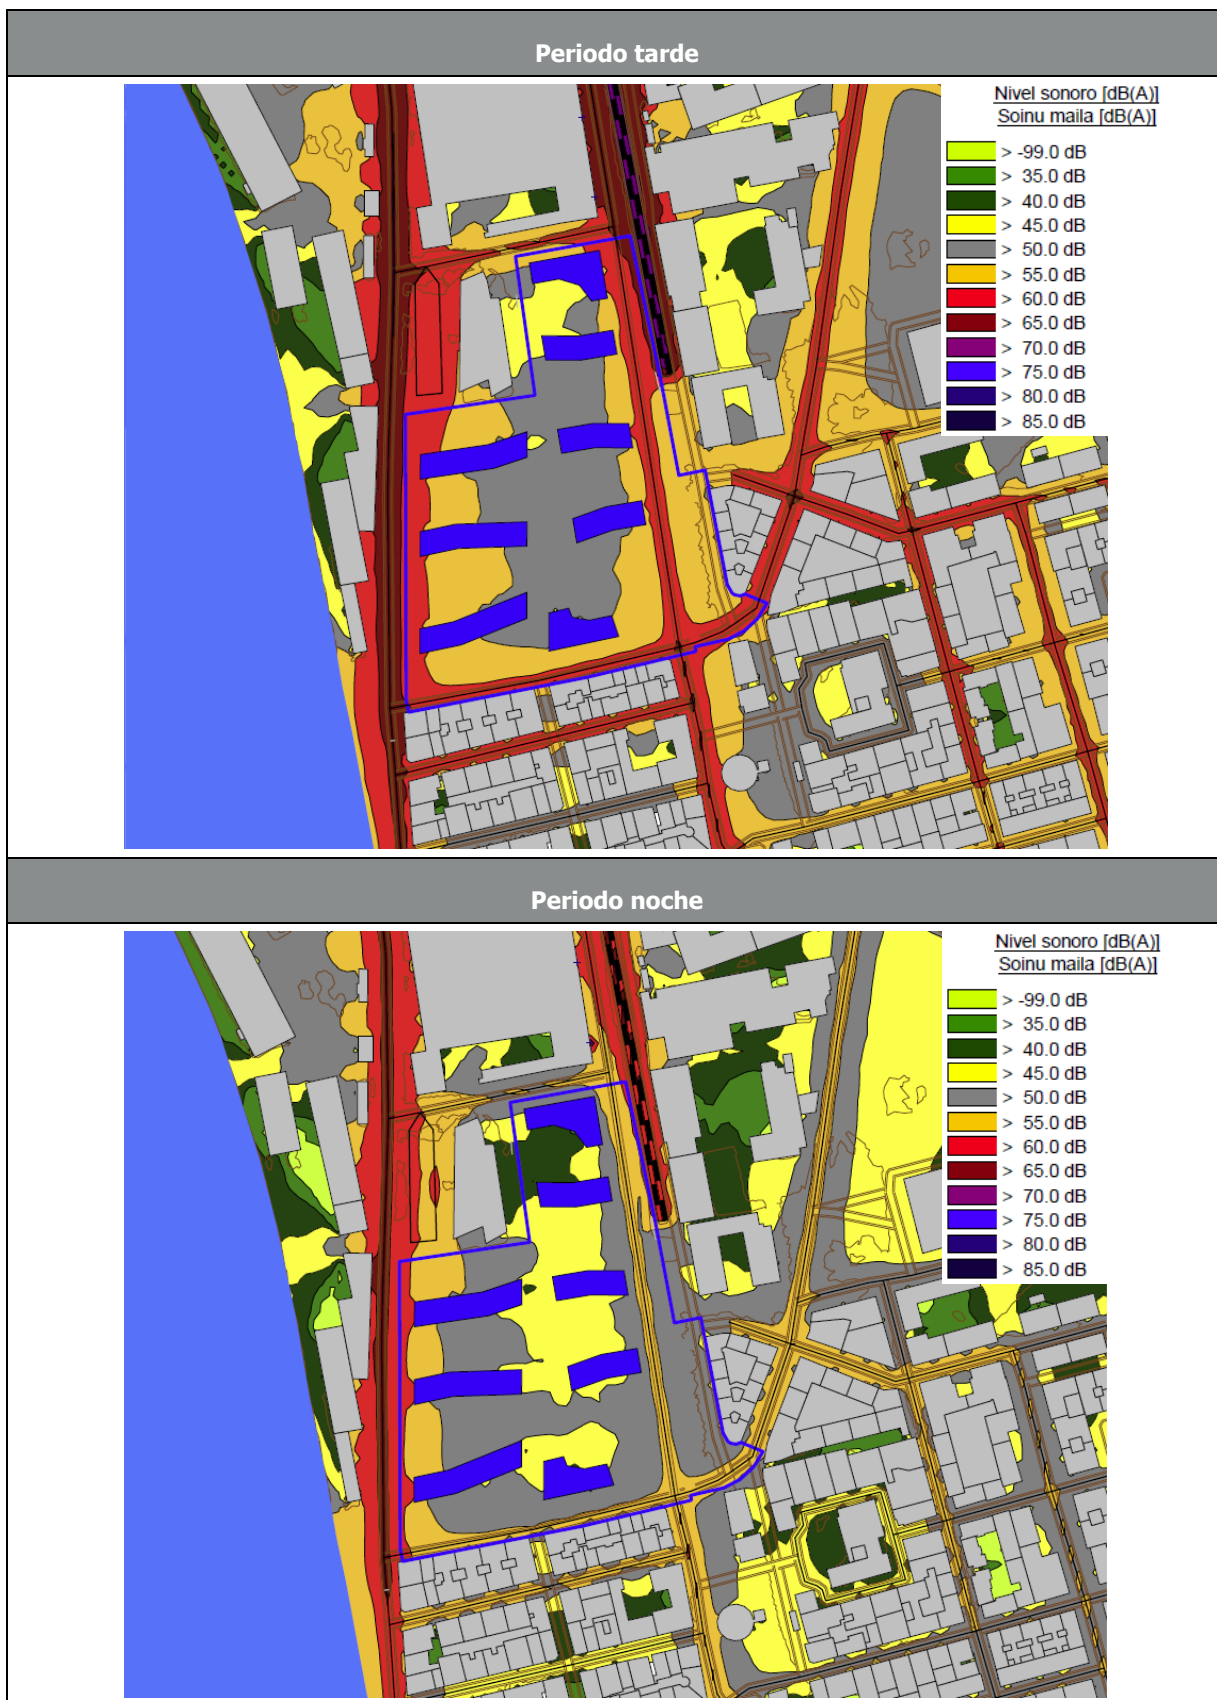 Periodo tarde
Nivel sonoro [dB(A)]
Soinu maila [dB(A)]
> -99.0 dB
> 35.0 dB
> 40.0 dB
> 45.0 dB
> 50.0 dB
> 55.0 dB
> 60.0 dB
> 65.0 dB
> 70.0 dB
> 75.0 dB
> 80.0 dB
> 85.0 dB
Periodo noche
Nivel sonoro [dB(A)]
Soinu maila [dB(A)]
> -99.0 dB
> 35.0 dB
> 40.0 dB
> 45.0 dB
> 50.0 dB
> 55.0 dB
> 60.0 dB
> 65.0 dB
> 70.0 dB
> 75.0 dB
> 80.0 dB
> 85.0 dB